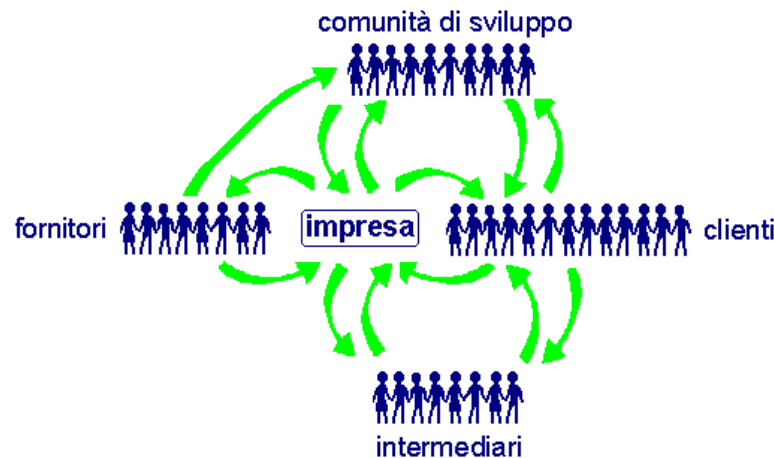 comunità di sviluppo
fornitori
impresa
clienti
intermediari